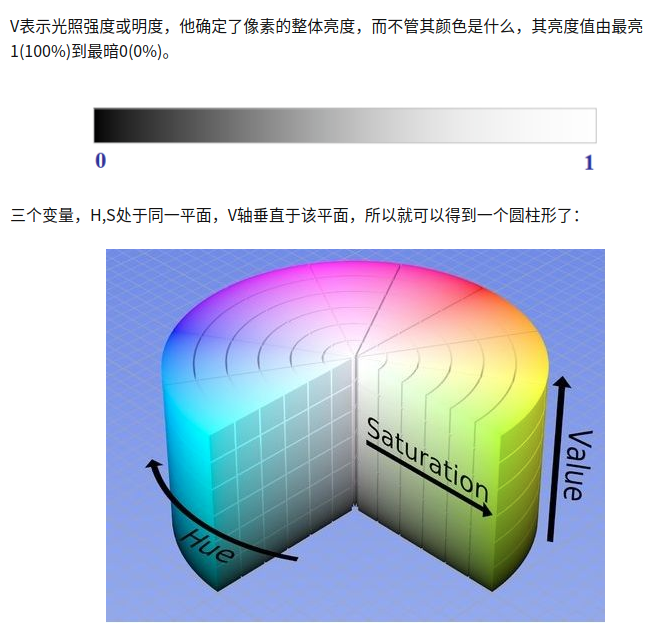 V表示光照强度或明度，他确定了像素的整体亮度，而不管其颜色是什么，其亮度值由最亮
1(100%)到最暗0(0%)。
0
1
三个变量，H,S处于同一平面，V轴垂直于该平面，所以就可以得到一个圆柱形了：
Saturation
Value
Hue